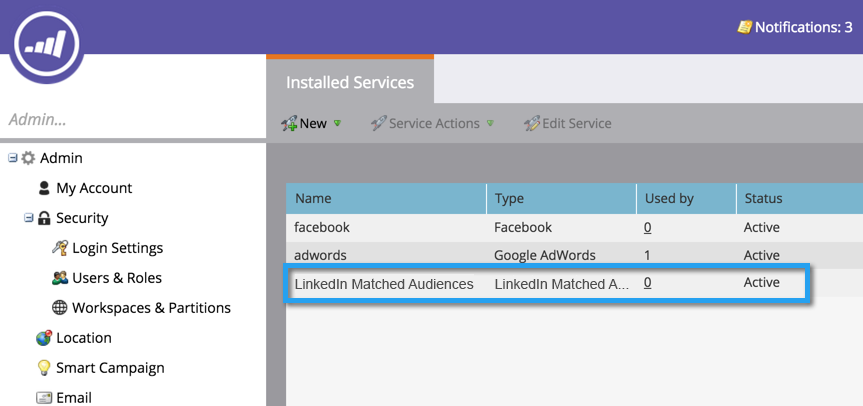 Notifications: 3
Installed Services
Admin...
New Service Actions Edit Service
Admin
My Account
Security
Login Settings
Users & Roles
Workspaces & Partitions
Location
Smart Campaign
Email
Name Type Used by Status
facebook Facebook 0 Active
adwords Google AdWords 1 Active
LinkedIn Matched Audiences LinkedIn Matched A... 0 Active